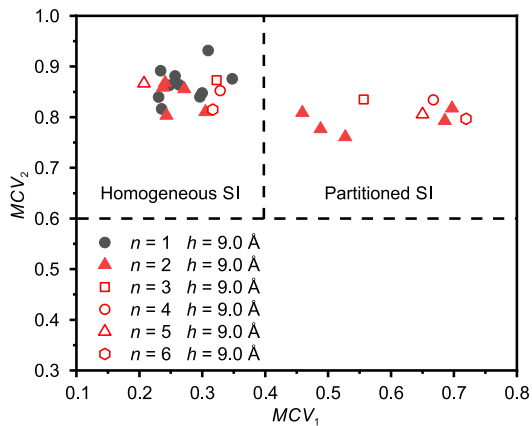 1.0
0.9
0.8
0.7
0.6
0.5
0.4
0.3
MCV₂
Homogeneous SI
Partitioned SI
n = 1 h = 9.0 Å
n = 2 h = 9.0 Å
n = 3 h = 9.0 Å
n = 4 h = 9.0 Å
n = 5 h = 9.0 Å
n = 6 h = 9.0 Å
0.1 0.2 0.3 0.4 0.5 0.6 0.7 0.8
MCV₁